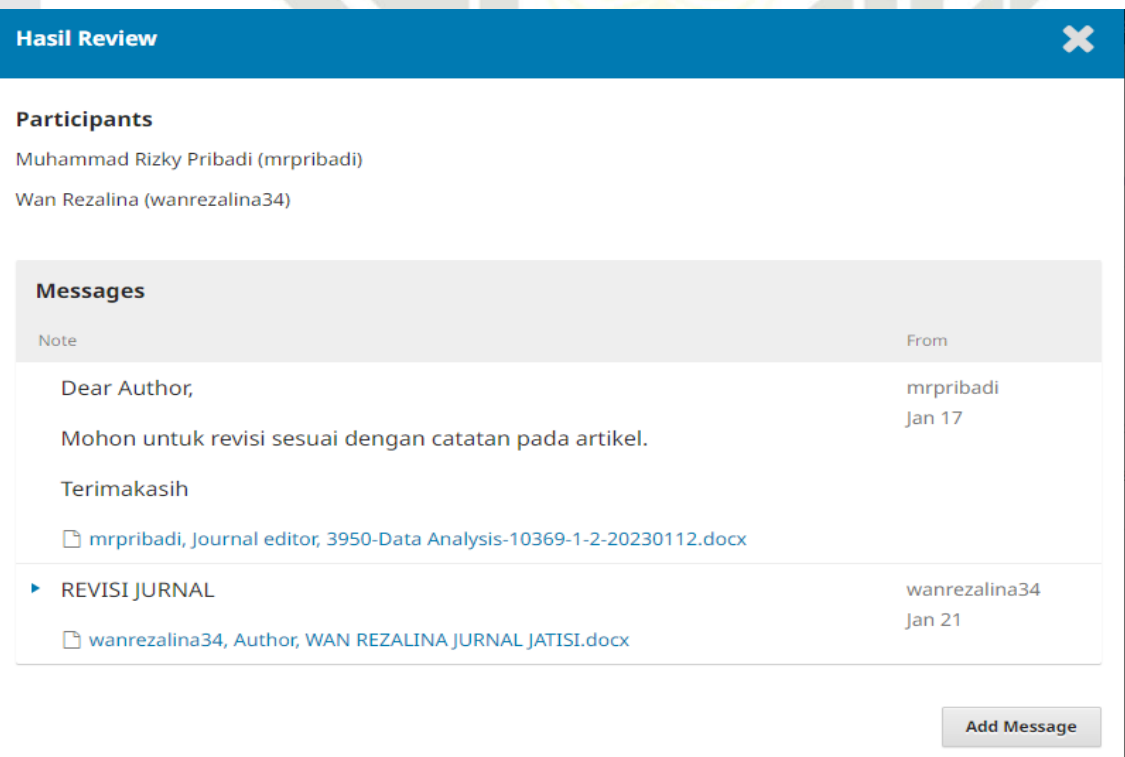 Hasil Review
Participants
Muhammad Rizky Pribadi (mrpribadi)
Wan Rezalina (wanrezalina34)
Messages
Note From
Dear Author, mrpribadi
Jan 17
Mohon untuk revisi sesuai dengan catatan pada artikel.
Terimakasih
mrpribadi, Journal editor, 3950-Data Analysis-10369-1-2-20230112.docx
REVISI JURNAL wanrezalina34
Jan 21
wanrezalina34, Author, WAN REZALINA JURNAL JATISI.docx
Add Message